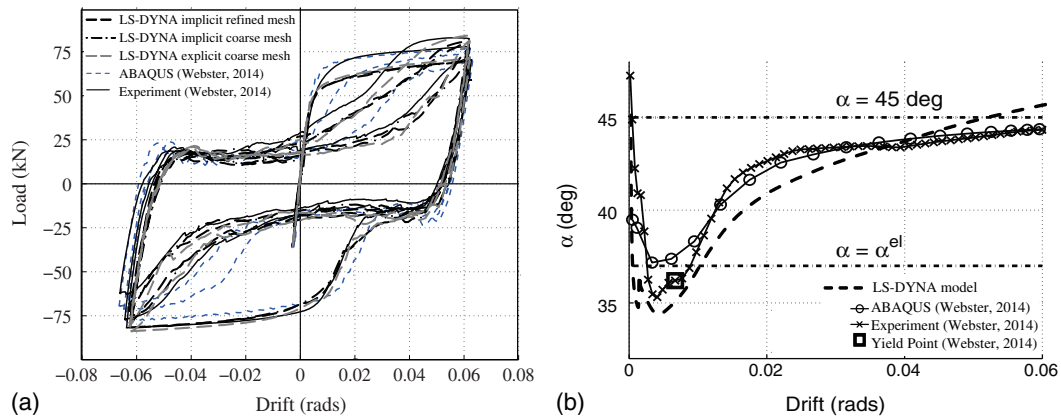 LS-DYNA implicit refined mesh
LS-DYNA implicit coarse mesh
LS-DYNA explicit coarse mesh
ABAQUS (Webster, 2014)
Experiment (Webster, 2014)
75
50
25
0
−25
−50
−75
Load (kN)
−0.08 −0.06 −0.04 −0.02 0 0.02 0.04 0.06 0.08
Drift (rads)
(a)
α = 45 deg
α = α^el
LS-DYNA model
ABAQUS (Webster, 2014)
Experiment (Webster, 2014)
Yield Point (Webster, 2014)
45
40
35
α (deg)
0 0.02 0.04 0.06
Drift (rads)
(b)